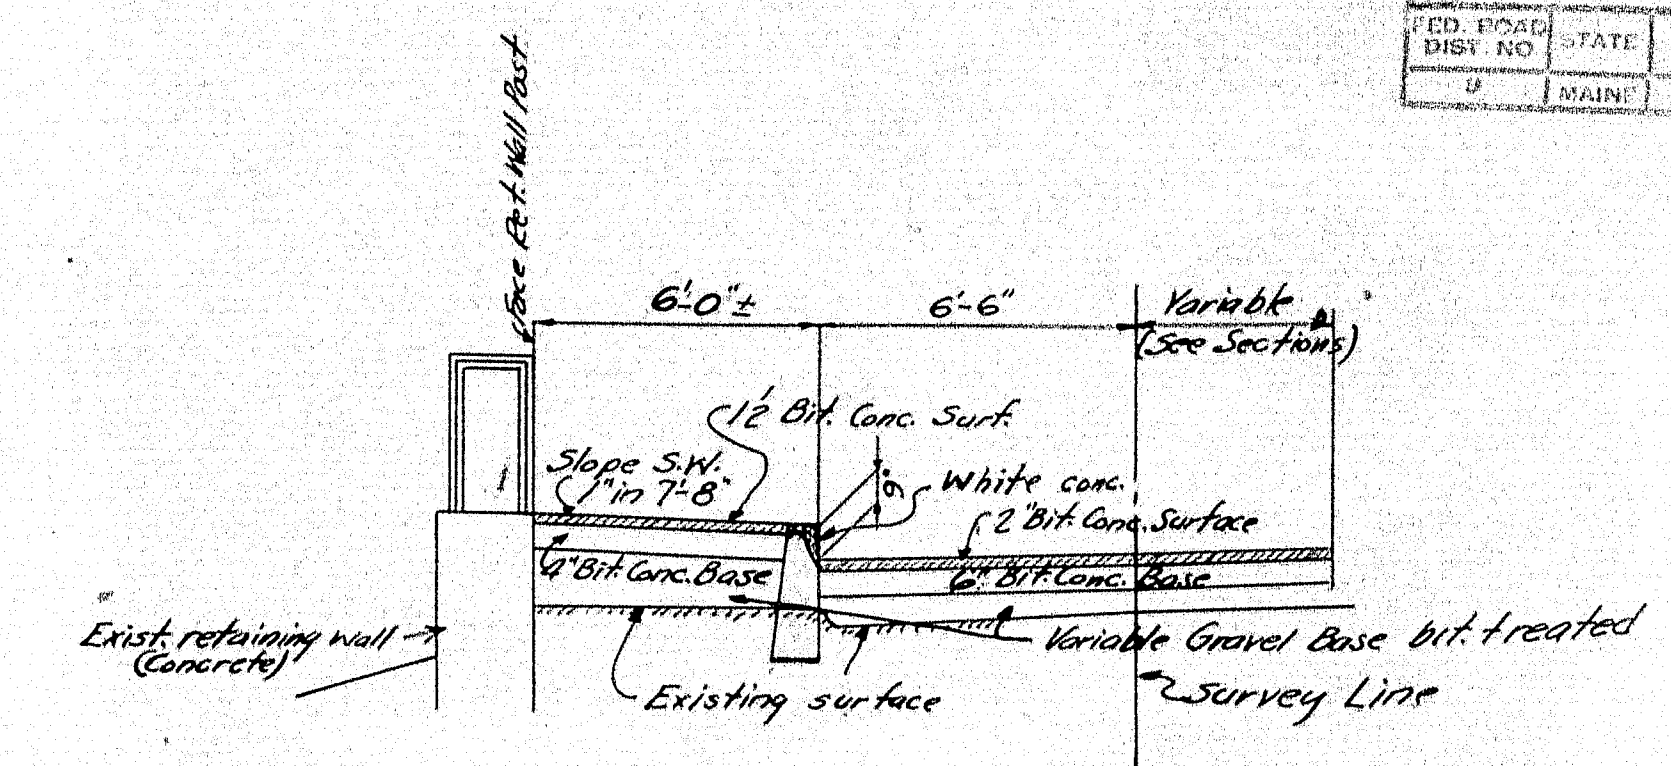 FED. ROAD
DIST. NO
STATE
MAINE
Face Ret. Wall Post
6'-0"±
6'-6"
Variable
(See Sections)
1½ Bit. Conc. Surf.
Slope S.W.
1" in 7'-8"
9"
White conc.
2" Bit. Conc. Surface
4" Bit. Conc. Base
6" Bit. Conc. Base
Exist. retaining wall
(Concrete)
Variable Gravel Base bit. treated
Existing surface
Survey Line